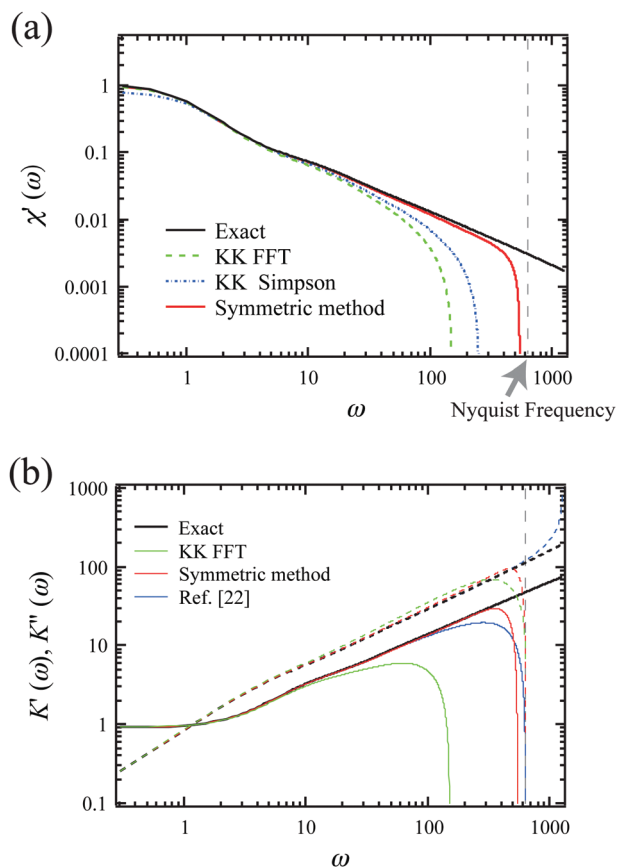 (a)
1
0.1
0.01
0.001
0.0001
χ' (ω)
Exact
KK FFT
KK Simpson
Symmetric method
1
10
100
1000
ω
Nyquist Frequency
(b)
1000
100
10
1
0.1
K' (ω), K'' (ω)
Exact
KK FFT
Symmetric method
Ref. [22]
1
10
100
1000
ω